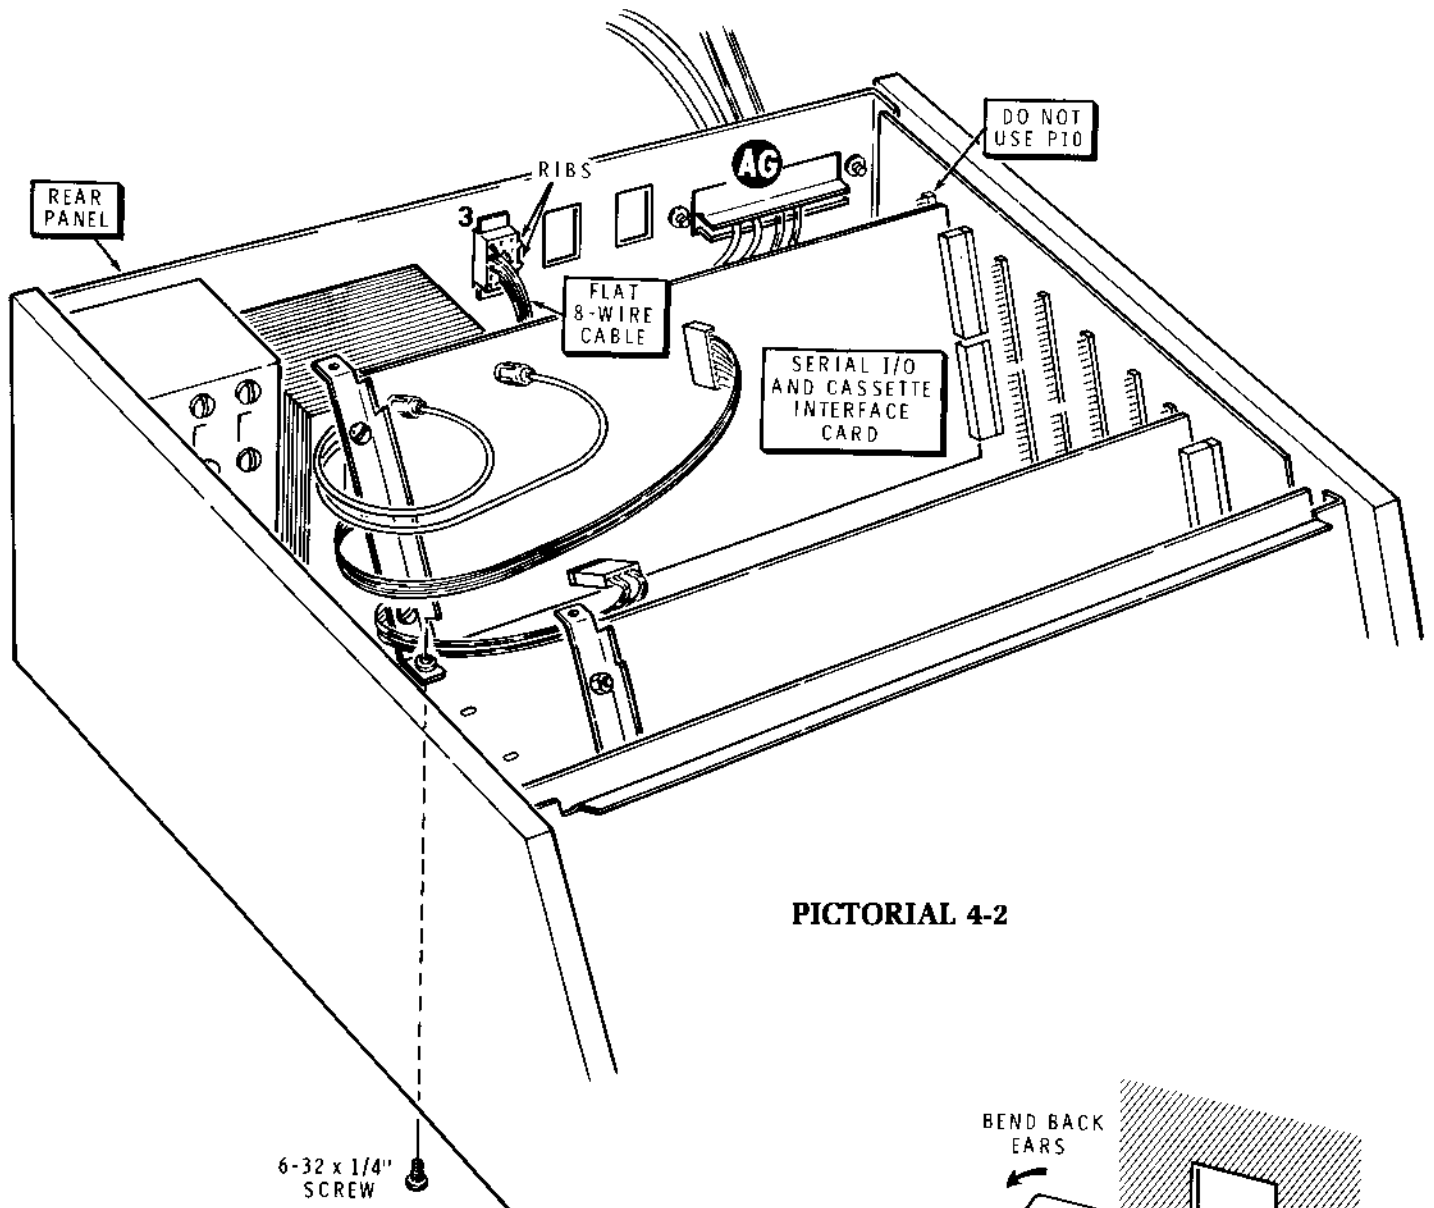 DO NOT
USE P10
AG
RIBS
REAR
PANEL
3
FLAT
8-WIRE
CABLE
SERIAL I/O
AND CASSETTE
INTERFACE
CARD
PICTORIAL 4-2
BEND BACK
EARS
6-32 x 1/4"
SCREW